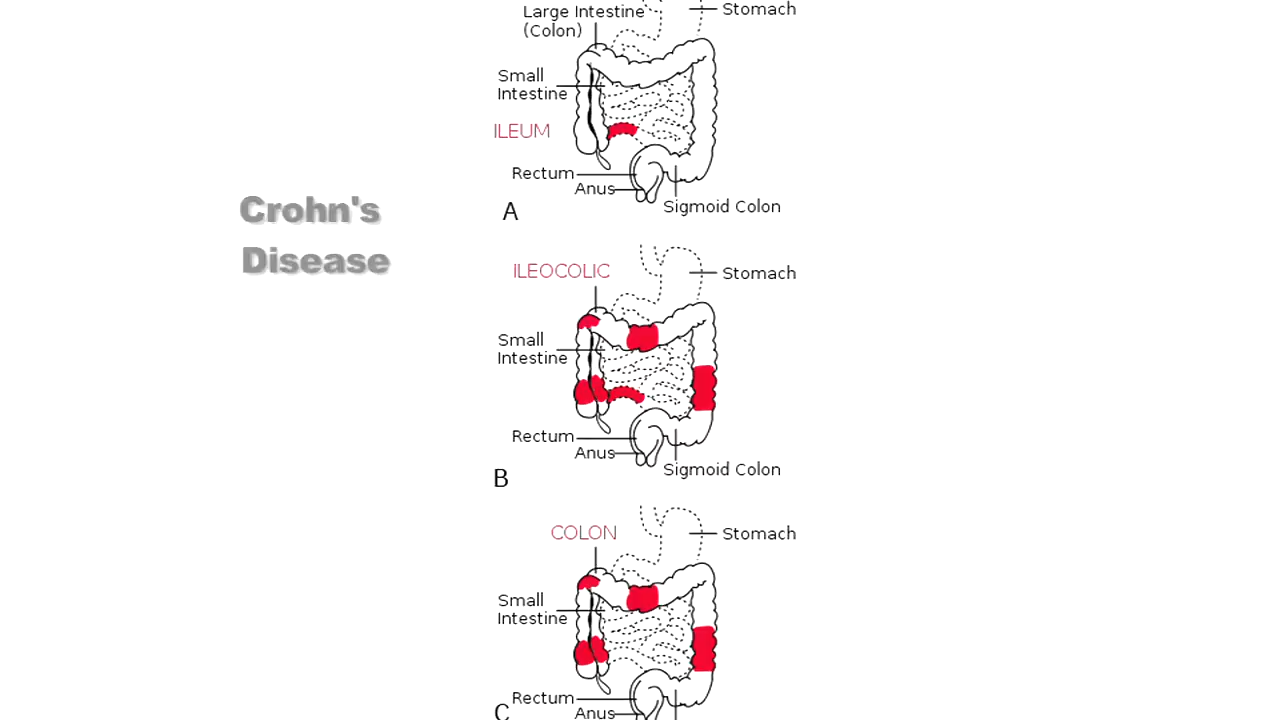 Crohn's
Disease
Large Intestine
(Colon)
Stomach
Small
Intestine
ILEUM
Rectum
Anus
Sigmoid Colon
A
ILEOCOLIC
Stomach
Small
Intestine
Rectum
Anus
Sigmoid Colon
B
COLON
Stomach
Small
Intestine
Rectum
Anus
C